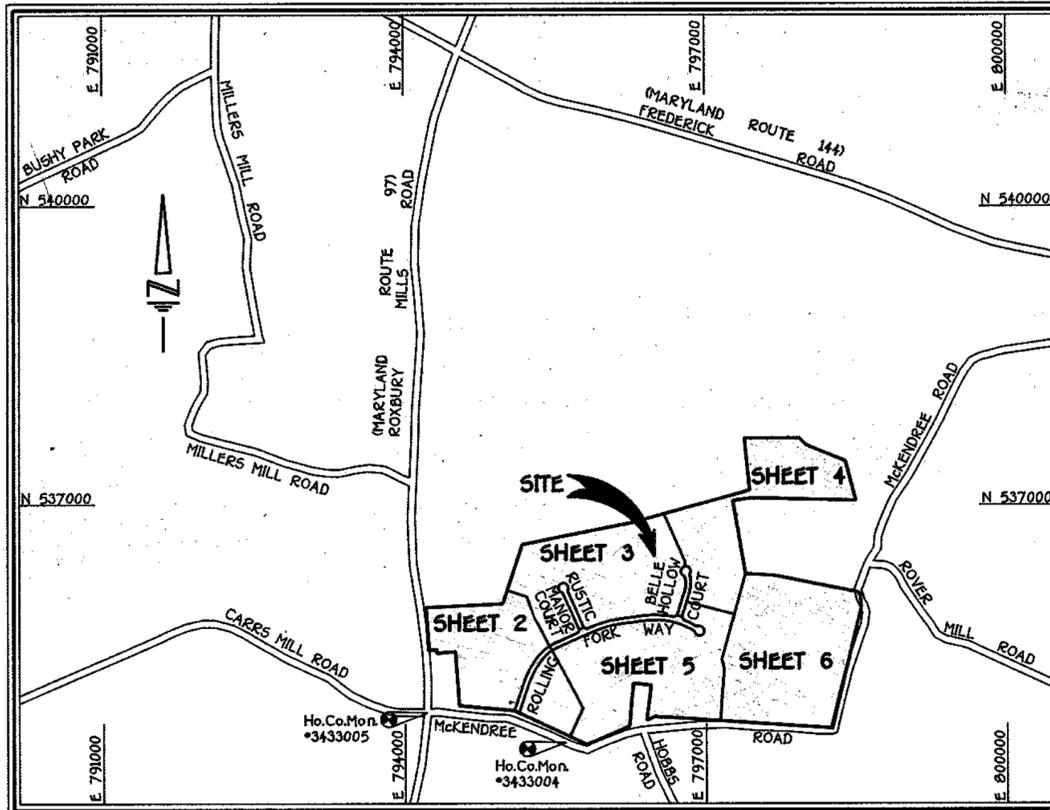 E 791000
E 794000
E 797000
E 800000
BUSHY PARK
ROAD
MILLERS MILL ROAD
(MARYLAND ROUTE 144)
FREDERICK ROAD
N 540000
N 540000
N
(MARYLAND ROUTE 97)
ROXBURY MILLS ROAD
MILLERS MILL ROAD
McKENDREE ROAD
N 537000
N 537000
SITE
SHEET 4
SHEET 3
RUSTIC
MANOR
COURT
BELLE
HOLLOW
COURT
ROVER MILL ROAD
CARRS MILL ROAD
SHEET 2
ROLLING FORK WAY
SHEET 5
SHEET 6
Ho.Co.Mon.
*3433005
McKENDREE ROAD
Ho.Co.Mon.
*3433004
HOBBS
ROAD
E 791000
E 794000
E 797000
E 800000